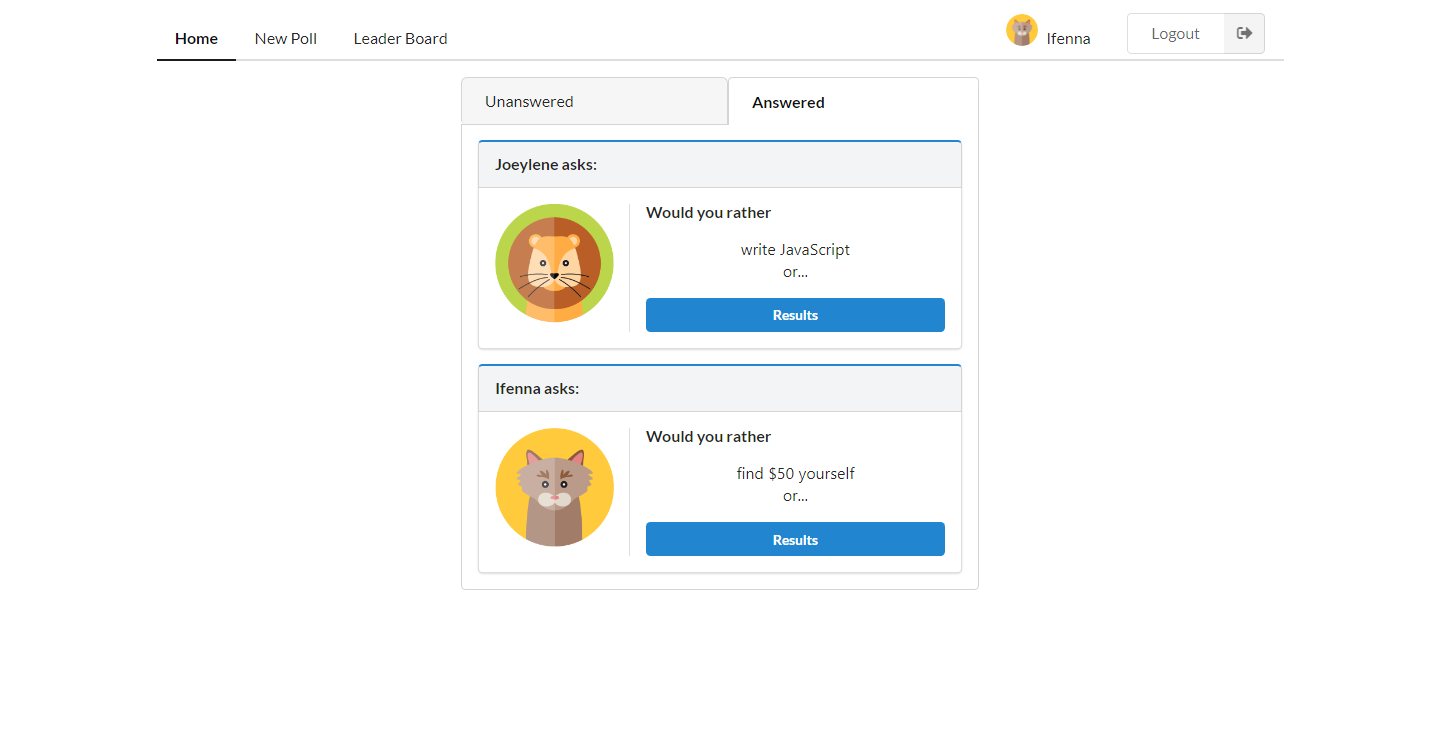 Home New Poll Leader Board Ifenna Logout
Unanswered Answered
Joeylene asks:
Would you rather
write JavaScript
or...
Results
Ifenna asks:
Would you rather
find $50 yourself
or...
Results